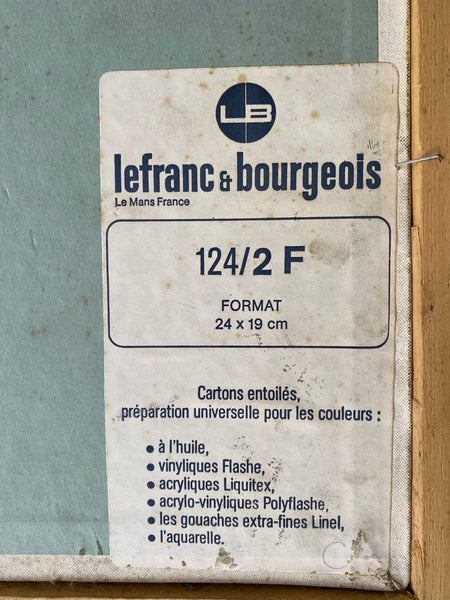 LB
lefranc & bourgeois
Le Mans France
124/2 F
FORMAT
24 x 19 cm
Cartons entoilés,
préparation universelle pour les couleurs :
• à l'huile,
• vinyliques Flashe,
• acryliques Liquitex,
• acrylo-vinyliques Polyflashe,
• les gouaches extra-fines Linel,
• l'aquarelle.